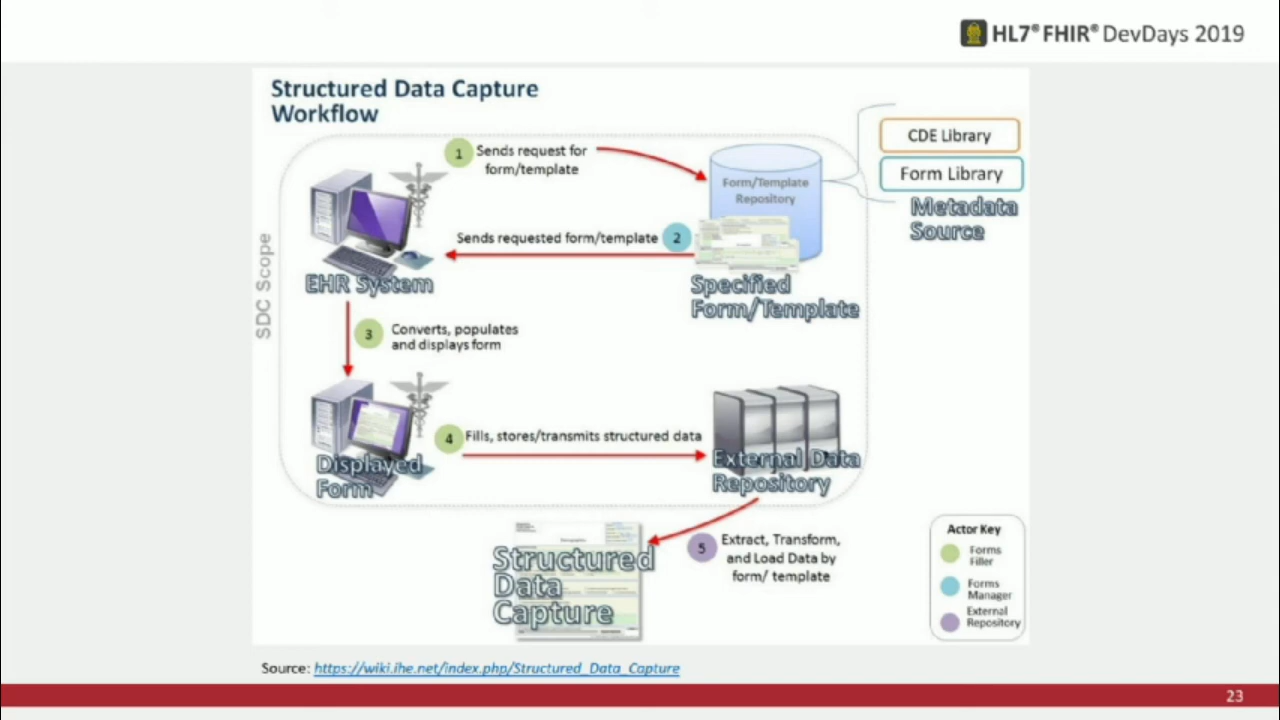 HL7® FHIR® DevDays 2019
Structured Data Capture
Workflow
1
Sends request for
form/template
Form/Template
Repository
CDE Library
Form Library
Metadata
Source
SDC Scope
Sends requested form/template
2
EHR System
Specified
Form/Template
3
Converts, populates
and displays form
4
Fills, stores/transmits structured data
Displayed
Form
External Data
Repository
Structured
Data
Capture
5
Extract, Transform,
and Load Data by
form/ template
Actor Key
Forms
Filler
Forms
Manager
External
Repository
Source: https://wiki.ihe.net/index.php/Structured_Data_Capture
23